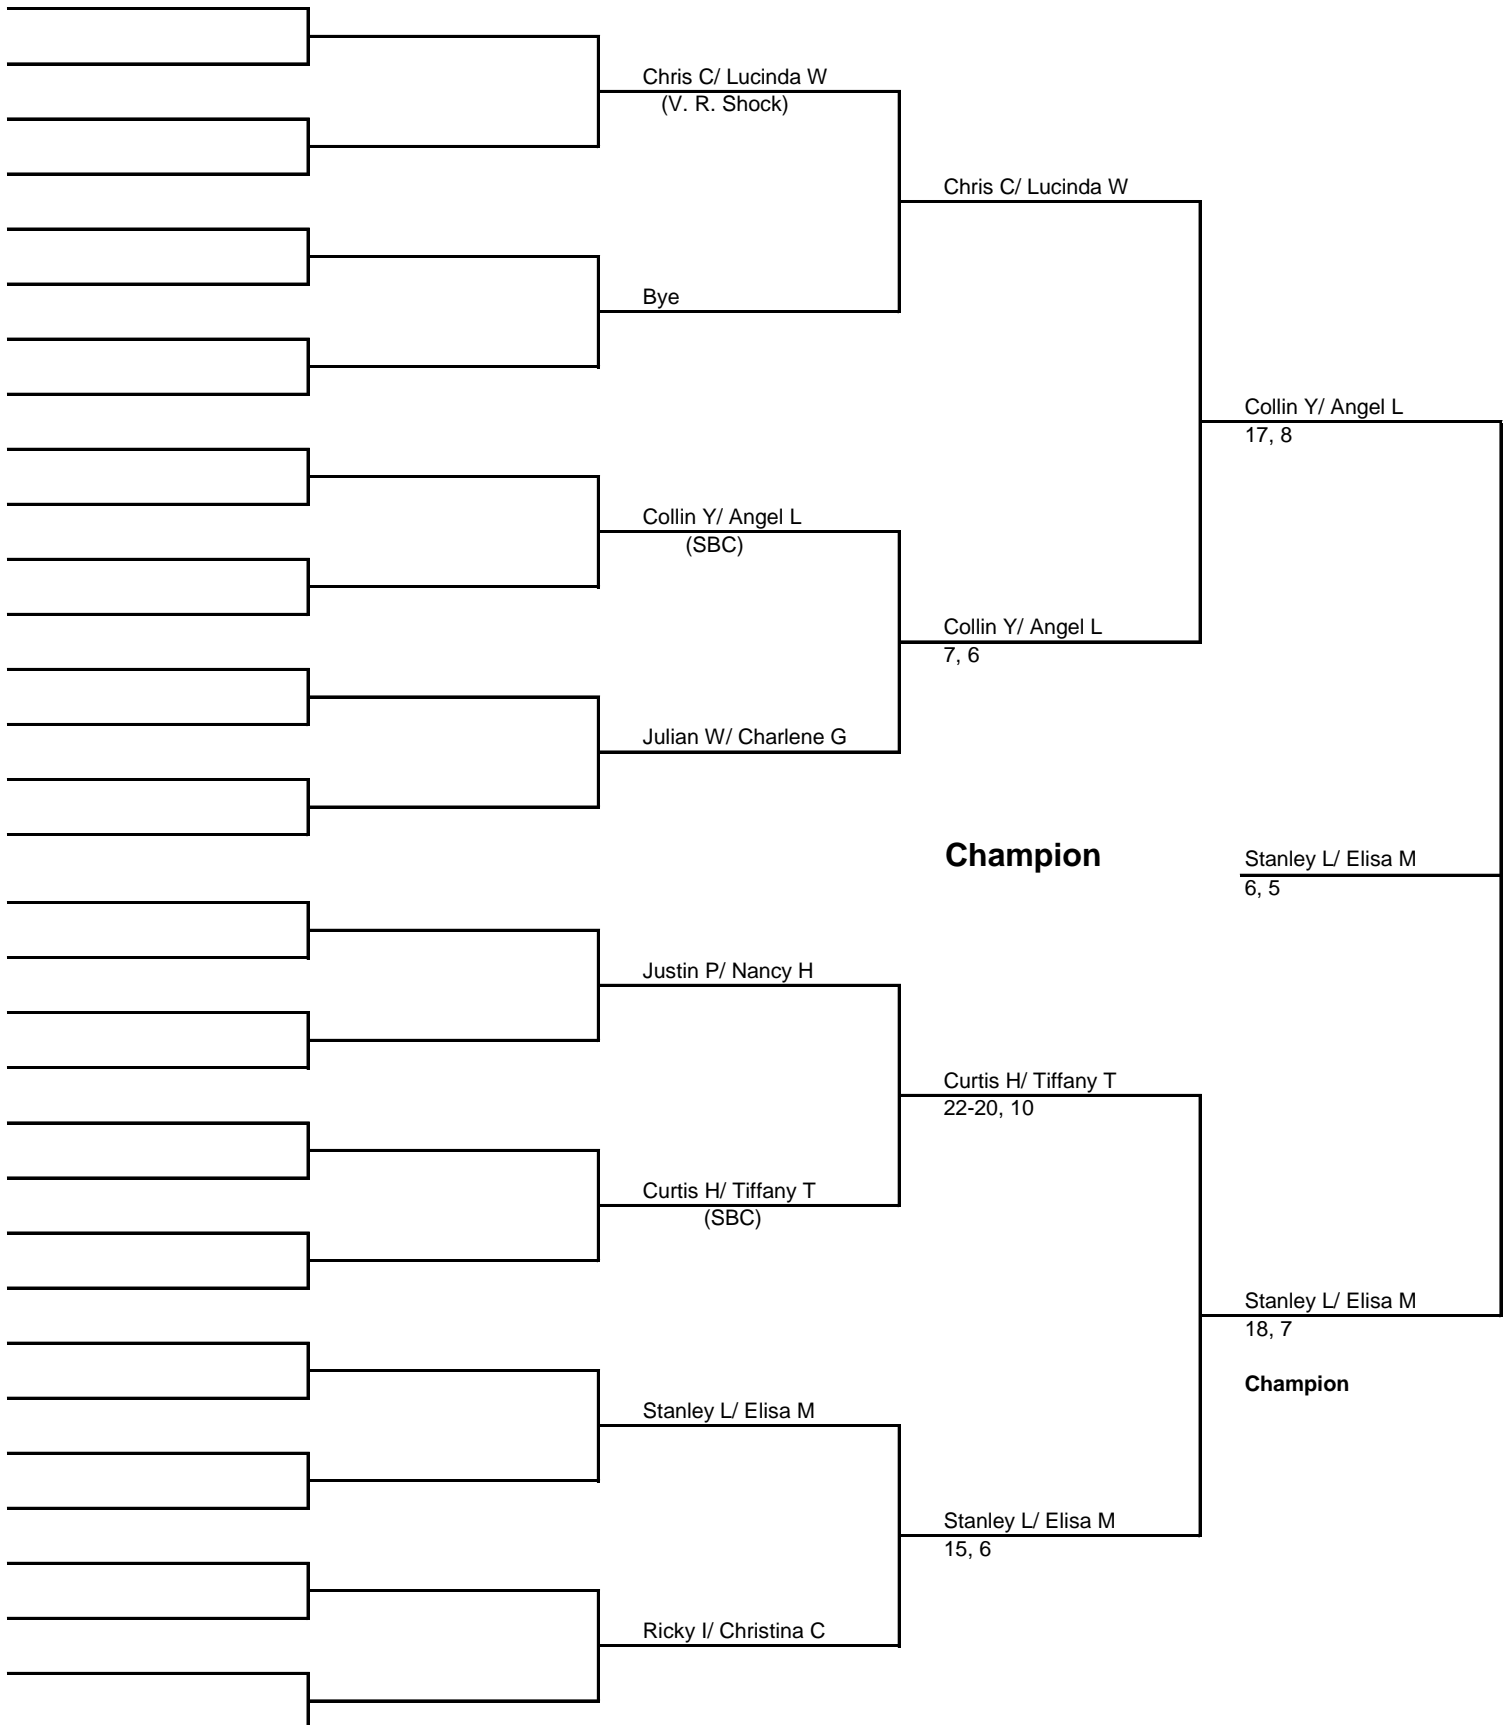 Chris C/ Lucinda W
(V. R. Shock)
Chris C/ Lucinda W
Bye
Collin Y/ Angel L
17, 8
Collin Y/ Angel L
(SBC)
Collin Y/ Angel L
7, 6
Julian W/ Charlene G
Champion
Stanley L/ Elisa M
6, 5
Justin P/ Nancy H
Curtis H/ Tiffany T
22-20, 10
Curtis H/ Tiffany T
(SBC)
Stanley L/ Elisa M
18, 7
Champion
Stanley L/ Elisa M
Stanley L/ Elisa M
15, 6
Ricky I/ Christina C